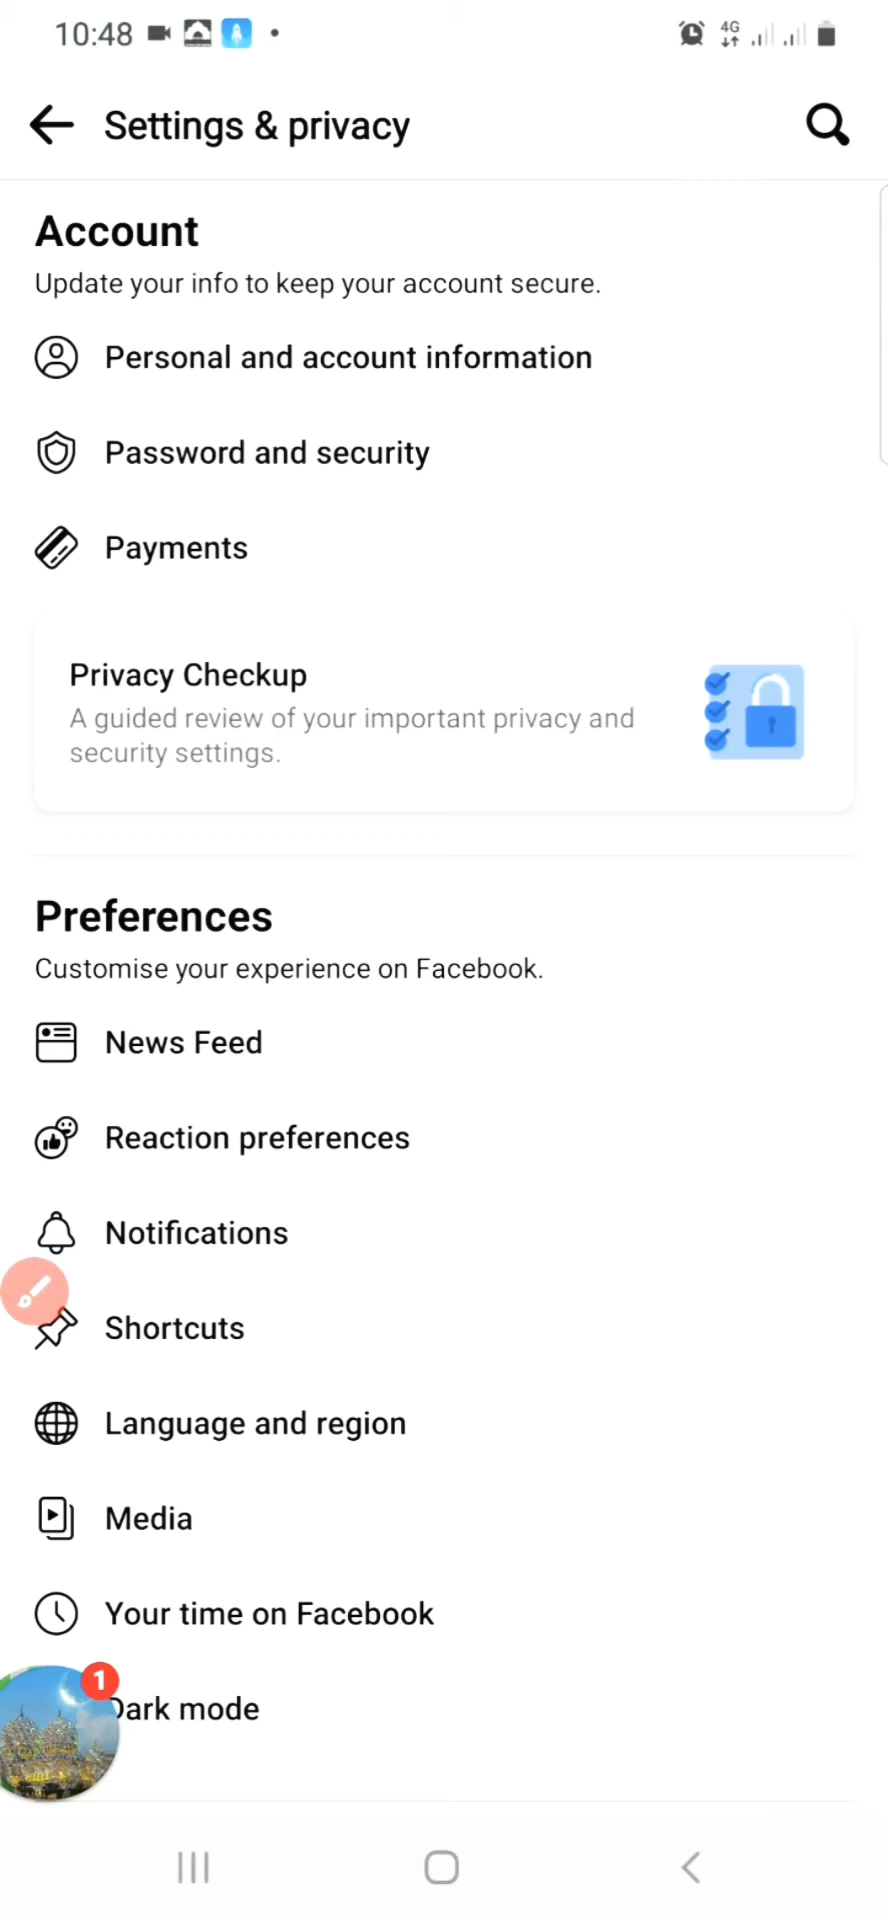 10:48
4G
Settings & privacy
Account
Update your info to keep your account secure.
Personal and account information
Password and security
Payments
Privacy Checkup
A guided review of your important privacy and
security settings.
Preferences
Customise your experience on Facebook.
News Feed
Reaction preferences
Notifications
Shortcuts
Language and region
Media
Your time on Facebook
1
Dark mode